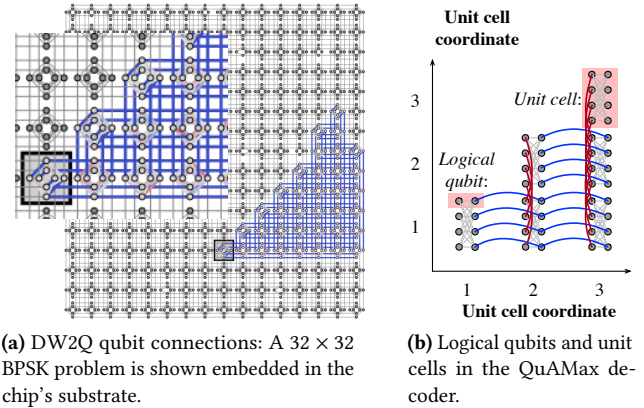 Unit cell
coordinate
3
Unit cell:
Logical
qubit:
2
1
1 2 3
Unit cell coordinate
(a) DW2Q qubit connections: A 32 × 32
BPSK problem is shown embedded in the
chip's substrate.
(b) Logical qubits and unit
cells in the QuAMax de-
coder.